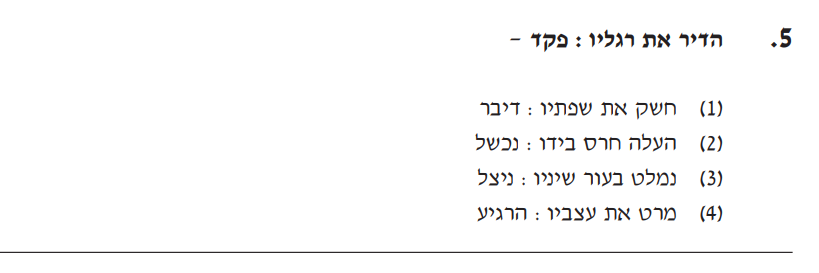 5. הדיר את רגליו : פקד –
(1) חשק את שפתיו : דיבר
(2) העלה חרס בידו : נכשל
(3) נמלט בעור שיניו : ניצל
(4) מרט את עצביו : הרגיע